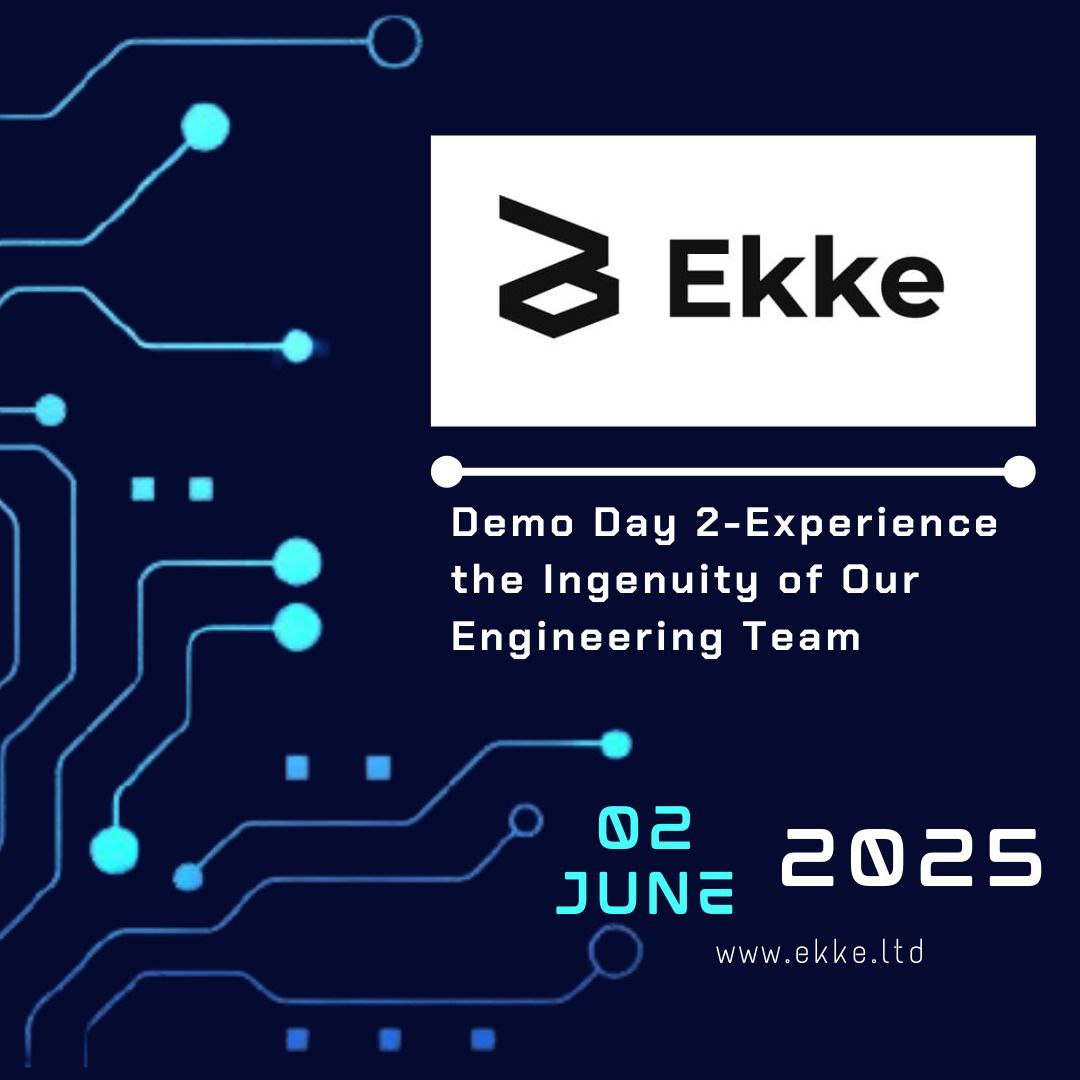 Ekke
Demo Day 2-Experience
the Ingenuity of Our
Engineering Team
02
JUNE
2025
www.ekke.ltd